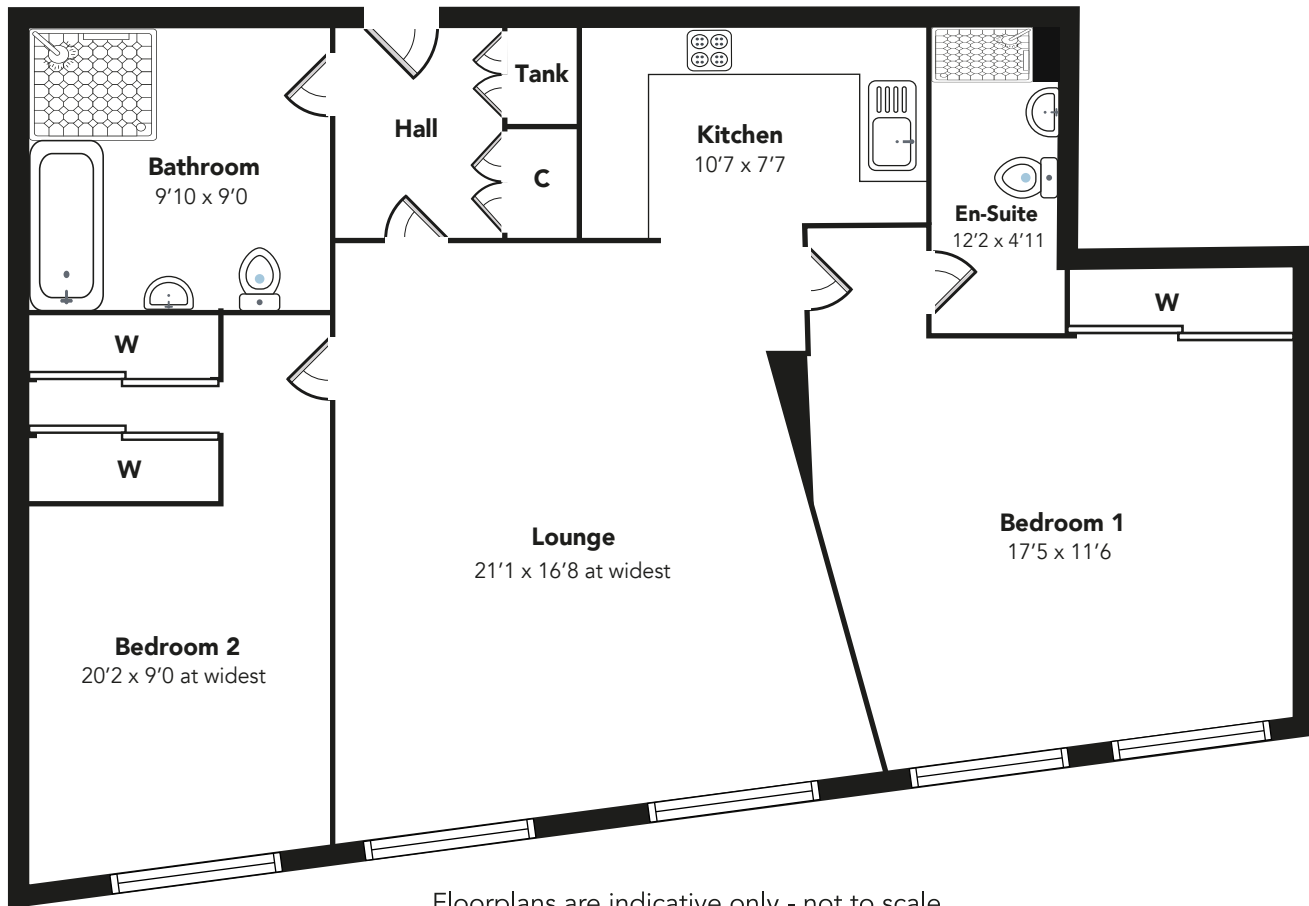 Tank
Hall
Kitchen
10’7 x 7’7
Bathroom
9’10 x 9’0
C
En-Suite
12’2 x 4’11
W
W
W
Bedroom 1
17’5 x 11’6
Lounge
21’1 x 16’8 at widest
Bedroom 2
20’2 x 9’0 at widest
Floorplans are indicative only - not to scale